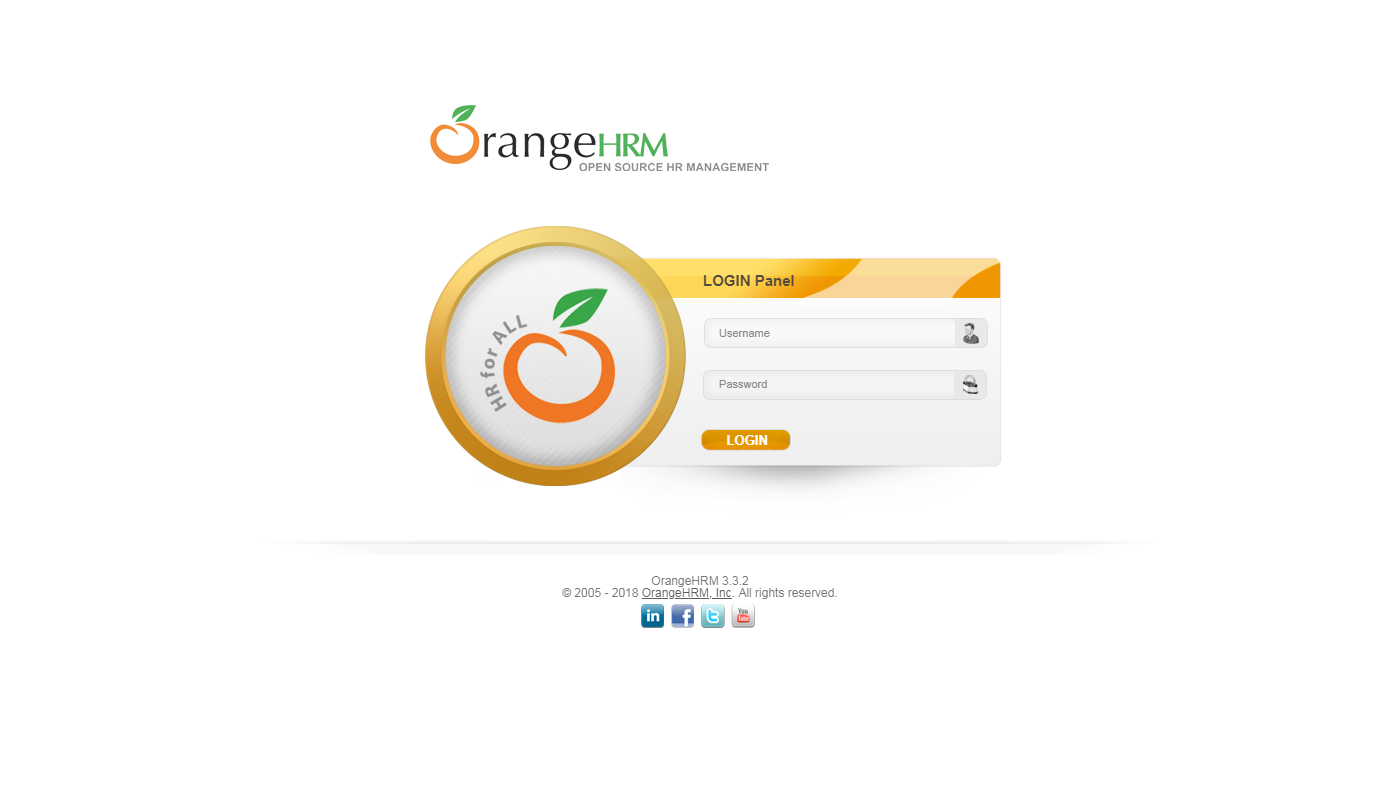 OrangeHRM
OPEN SOURCE HR MANAGEMENT
HR for ALL
LOGIN Panel
Username
Password
LOGIN
OrangeHRM 3.3.2
© 2005 - 2018 OrangeHRM, Inc. All rights reserved.
in f t You Tube